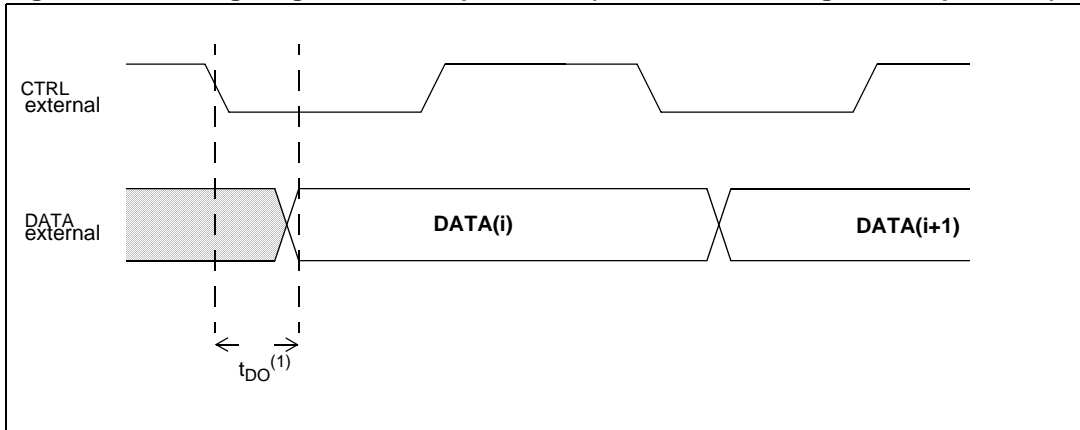 CTRL
external
DATA
external
DATA(i)
DATA(i+1)
tDO(1)